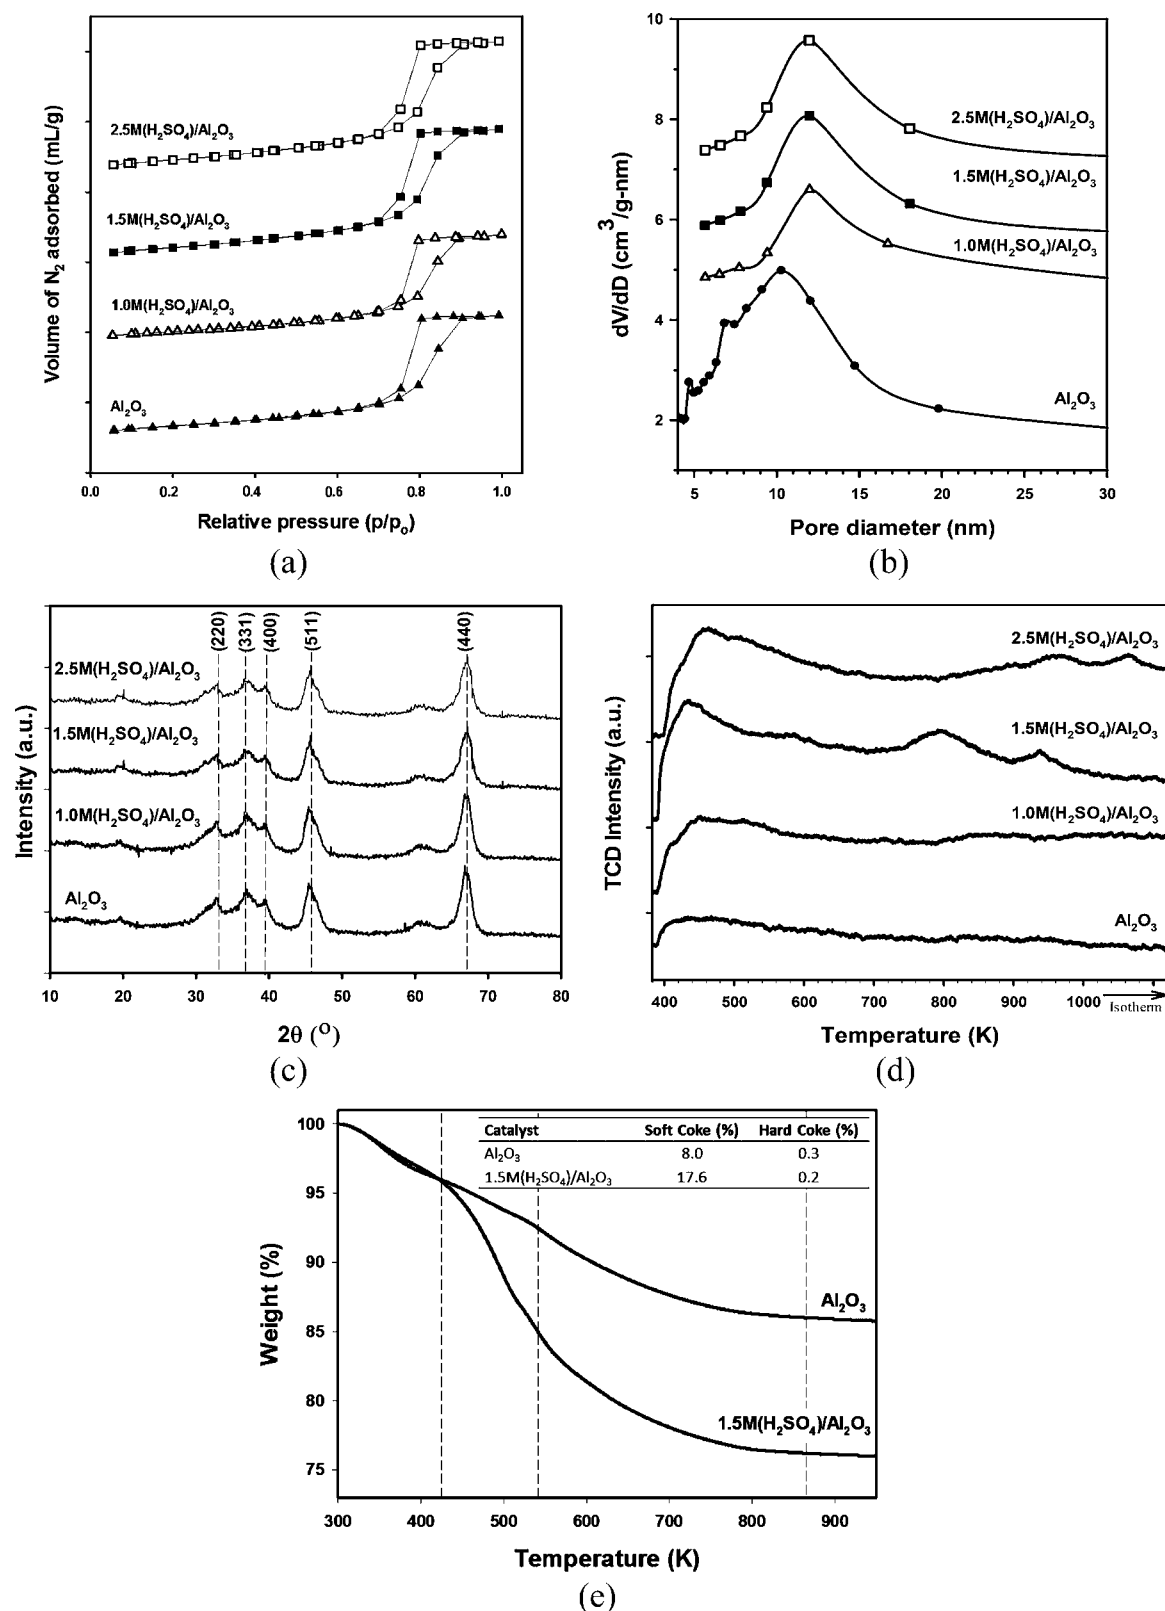 Volume of N₂ adsorbed (mL/g)
2.5M(H₂SO₄)/Al₂O₃
1.5M(H₂SO₄)/Al₂O₃
1.0M(H₂SO₄)/Al₂O₃
Al₂O₃
0.0 0.2 0.4 0.6 0.8 1.0
Relative pressure (p/pₒ)
(a)
dV/dD (cm³/g-nm)
10
8
6
4
2
2.5M(H₂SO₄)/Al₂O₃
1.5M(H₂SO₄)/Al₂O₃
1.0M(H₂SO₄)/Al₂O₃
Al₂O₃
5 10 15 20 25 30
Pore diameter (nm)
(b)
Intensity (a.u.)
(220) (331) (400) (511) (440)
2.5M(H₂SO₄)/Al₂O₃
1.5M(H₂SO₄)/Al₂O₃
1.0M(H₂SO₄)/Al₂O₃
Al₂O₃
10 20 30 40 50 60 70 80
2θ (°)
(c)
TCD Intensity (a.u.)
2.5M(H₂SO₄)/Al₂O₃
1.5M(H₂SO₄)/Al₂O₃
1.0M(H₂SO₄)/Al₂O₃
Al₂O₃
400 500 600 700 800 900 1000
Isotherm
Temperature (K)
(d)
Weight (%)
100
95
90
85
80
75
Catalyst Soft Coke (%) Hard Coke (%)
Al₂O₃ 8.0 0.3
1.5M(H₂SO₄)/Al₂O₃ 17.6 0.2
Al₂O₃
1.5M(H₂SO₄)/Al₂O₃
300 400 500 600 700 800 900
Temperature (K)
(e)